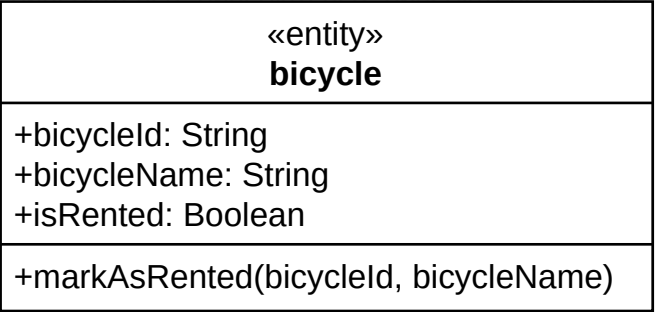 «entity»
bicycle
+bicycleId: String
+bicycleName: String
+isRented: Boolean
+markAsRented(bicycleId, bicycleName)